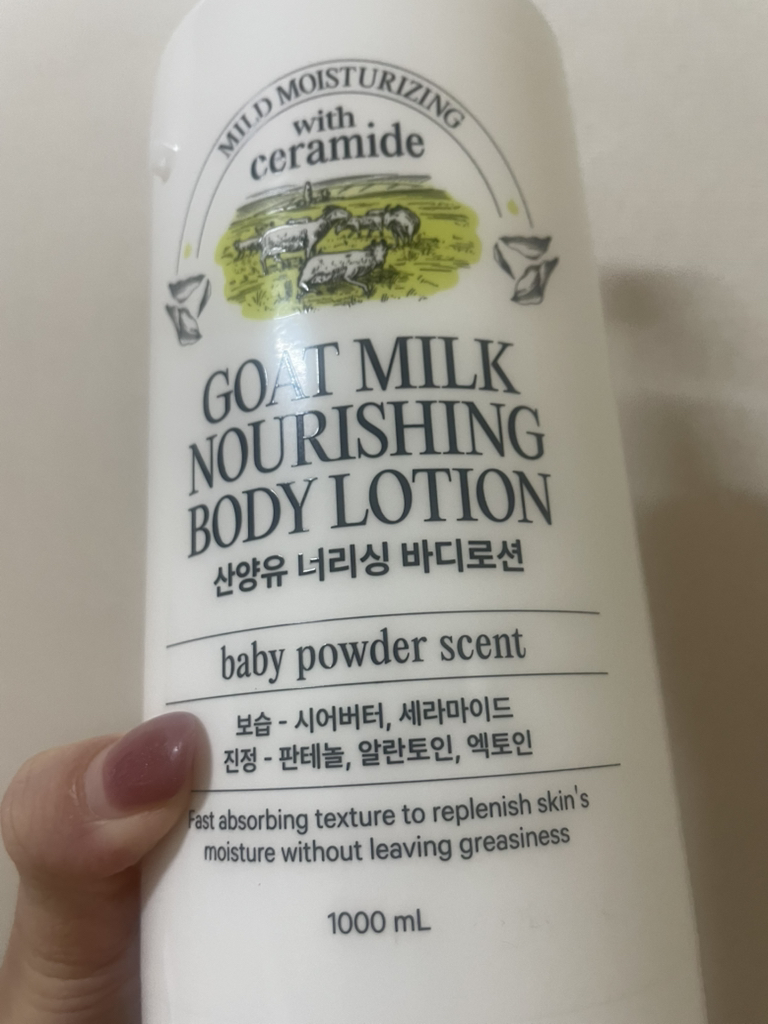 MILD MOISTURIZING
with
ceramide
GOAT MILK
NOURISHING
BODY LOTION
산양유 너리싱 바디로션
baby powder scent
보습 - 시어버터, 세라마이드
진정 - 판테놀, 알란토인, 엑토인
Fast absorbing texture to replenish skin's
moisture without leaving greasiness
1000 mL